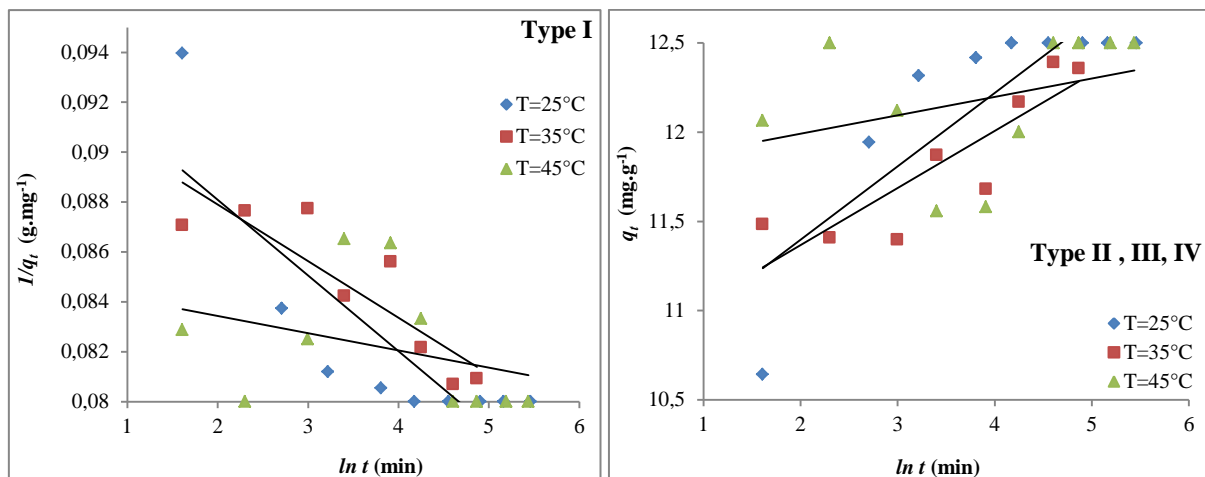 Type I
0,094
0,092
0,09
0,088
0,086
0,084
0,082
0,08
1/qt (g.mg-1)
T=25°C
T=35°C
T=45°C
1 2 3 4 5 6
ln t (min)
12,5
12
11,5
11
10,5
qt (mg.g-1)
Type II , III, IV
T=25°C
T=35°C
T=45°C
1 2 3 4 5 6
ln t (min)